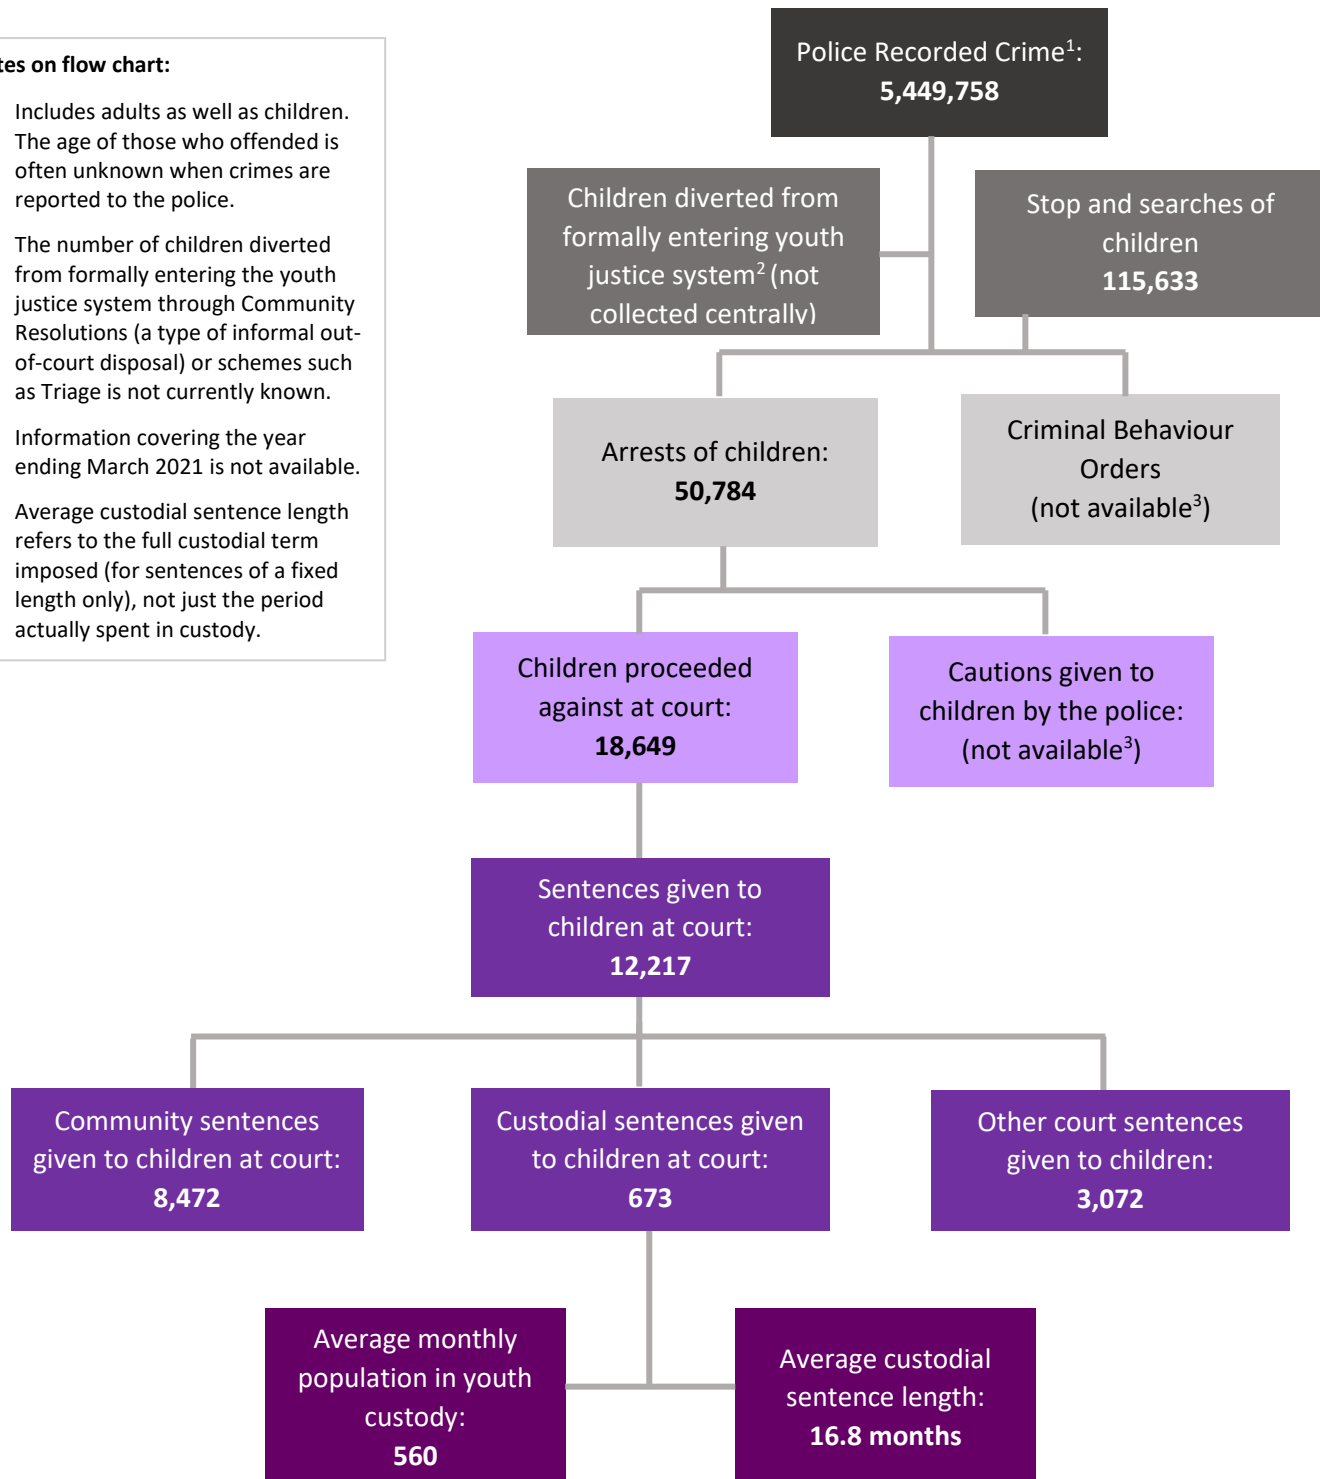 tes on flow chart:
Includes adults as well as children.
The age of those who offended is
often unknown when crimes are
reported to the police.
The number of children diverted
from formally entering the youth
justice system through Community
Resolutions (a type of informal out-
of-court disposal) or schemes such
as Triage is not currently known.
Information covering the year
ending March 2021 is not available.
Average custodial sentence length
refers to the full custodial term
imposed (for sentences of a fixed
length only), not just the period
actually spent in custody.
Police Recorded Crime¹:
5,449,758
Children diverted from
formally entering youth
justice system² (not
collected centrally)
Stop and searches of
children
115,633
Arrests of children:
50,784
Criminal Behaviour
Orders
(not available³)
Children proceeded
against at court:
18,649
Cautions given to
children by the police:
(not available³)
Sentences given to
children at court:
12,217
Community sentences
given to children at court:
8,472
Custodial sentences given
to children at court:
673
Other court sentences
given to children:
3,072
Average monthly
population in youth
custody:
560
Average custodial
sentence length:
16.8 months